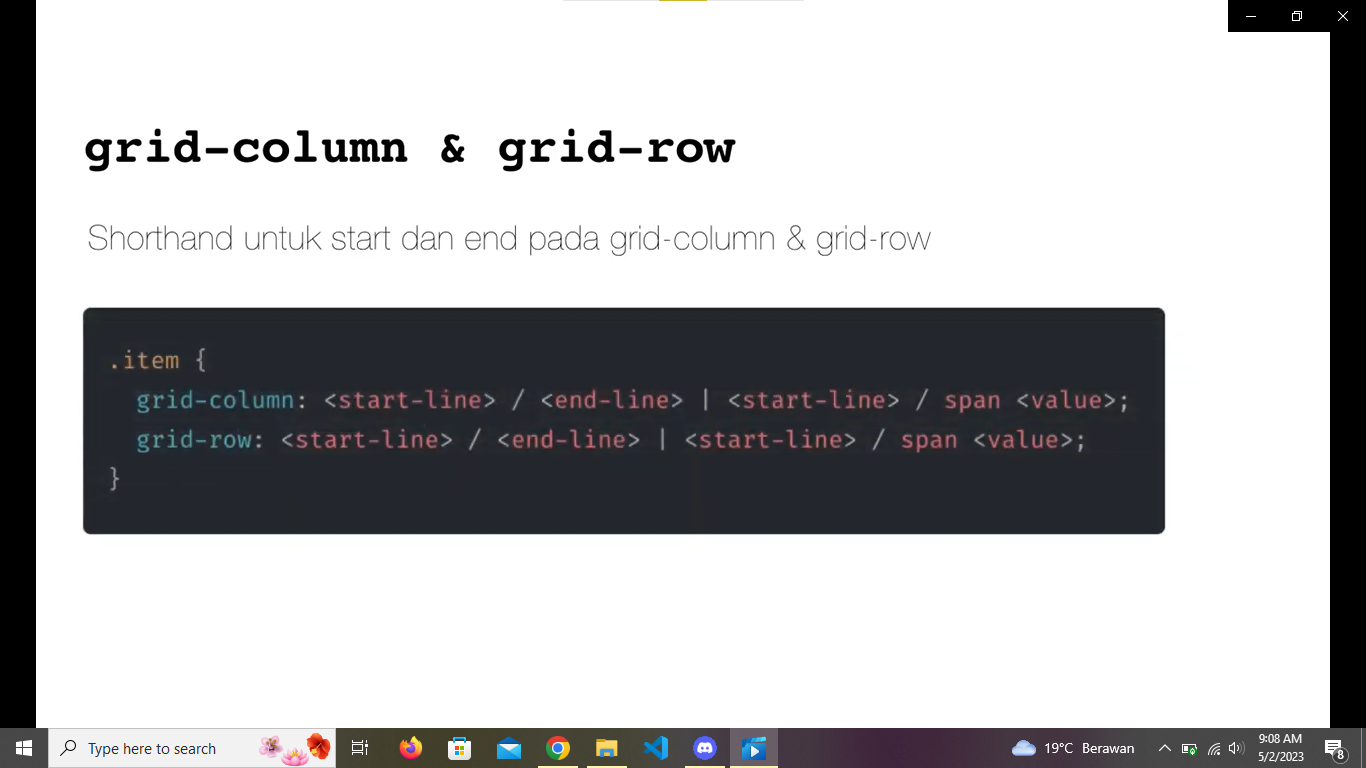 grid-column & grid-row
Shorthand untuk start dan end pada grid-column & grid-row
.item {
  grid-column: <start-line> / <end-line> | <start-line> / span <value>;
  grid-row: <start-line> / <end-line> | <start-line> / span <value>;
}
Type here to search
19°C Berawan
9:08 AM
5/2/2023
8